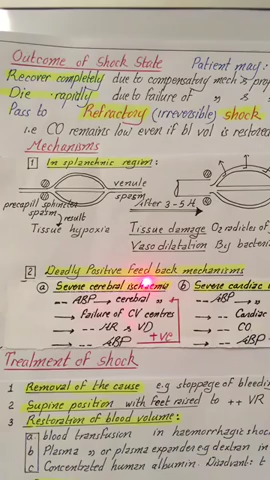 Outcome of Shock State Patient may:
Recover completely due to compensatory mech s
Die rapidly due to failure of " s
Pass to Refractory (irreversible) shock
i.e CO remains low even if bl vol is restored
Mechanisms
1 In splanchnic region:
venule
spasm
precapill sphincter
spasm result
After 3-5 H
Tissue hypoxia Tissue damage O2 radicles of
Vasodilatation By bacteria
2 Deadly Positive feed back mechanisms
a Severe cerebral ischaemia b Severe cardiac
-- ABP → cerebral " -- ABP → "
→ failure of CV centres → Cardiac
→ -- HR & VD → -- CO
→ -- ABP +ve → -- ABP
Treatment of shock
1 Removal of the cause e.g stoppage of bleeding
2 Supine position with feet raised to ++ VR
3 Restoration of blood volume:
a blood transfusion in haemorrhagic shock
b Plasma " or plasma expander e.g dextran in
c Concentrated human albumin Disadvant: